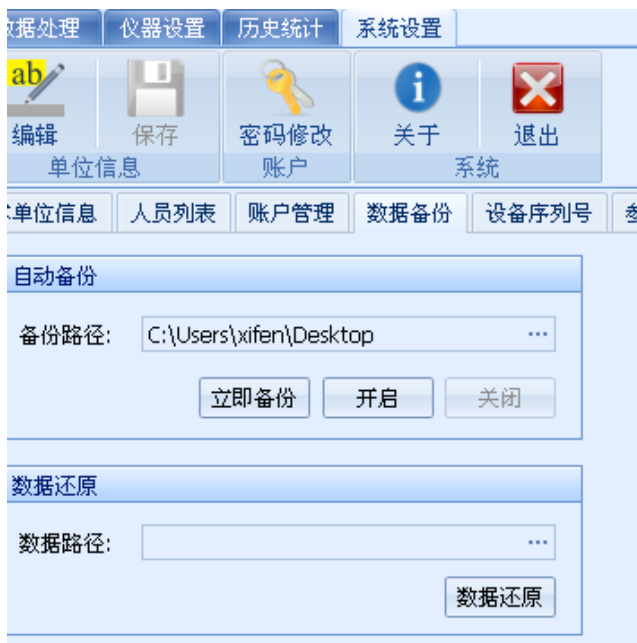 数据处理 仪器设置 历史统计 系统设置
ab
编辑 保存 密码修改 关于 退出
单位信息 账户 系统
单位信息 人员列表 账户管理 数据备份 设备序列号
自动备份
备份路径: C:\Users\xifen\Desktop ...
立即备份 开启 关闭
数据还原
数据路径: ...
数据还原